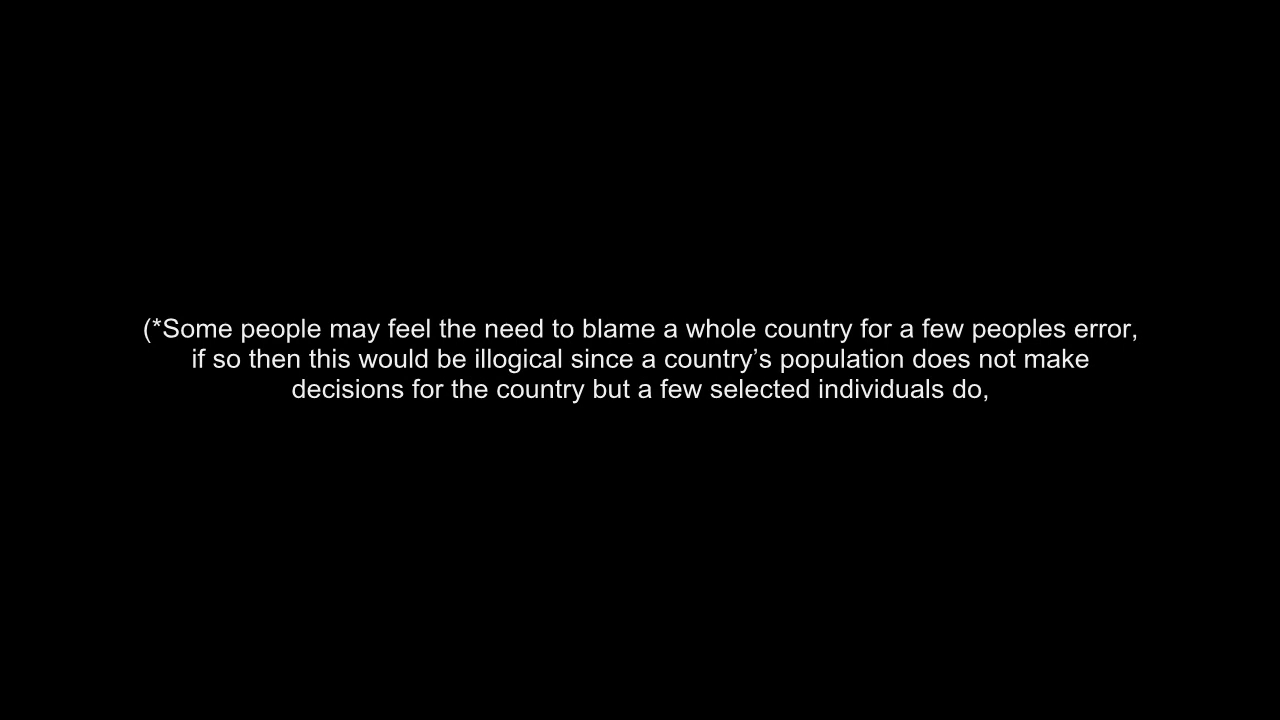 (*Some people may feel the need to blame a whole country for a few peoples error,
if so then this would be illogical since a country’s population does not make
decisions for the country but a few selected individuals do,